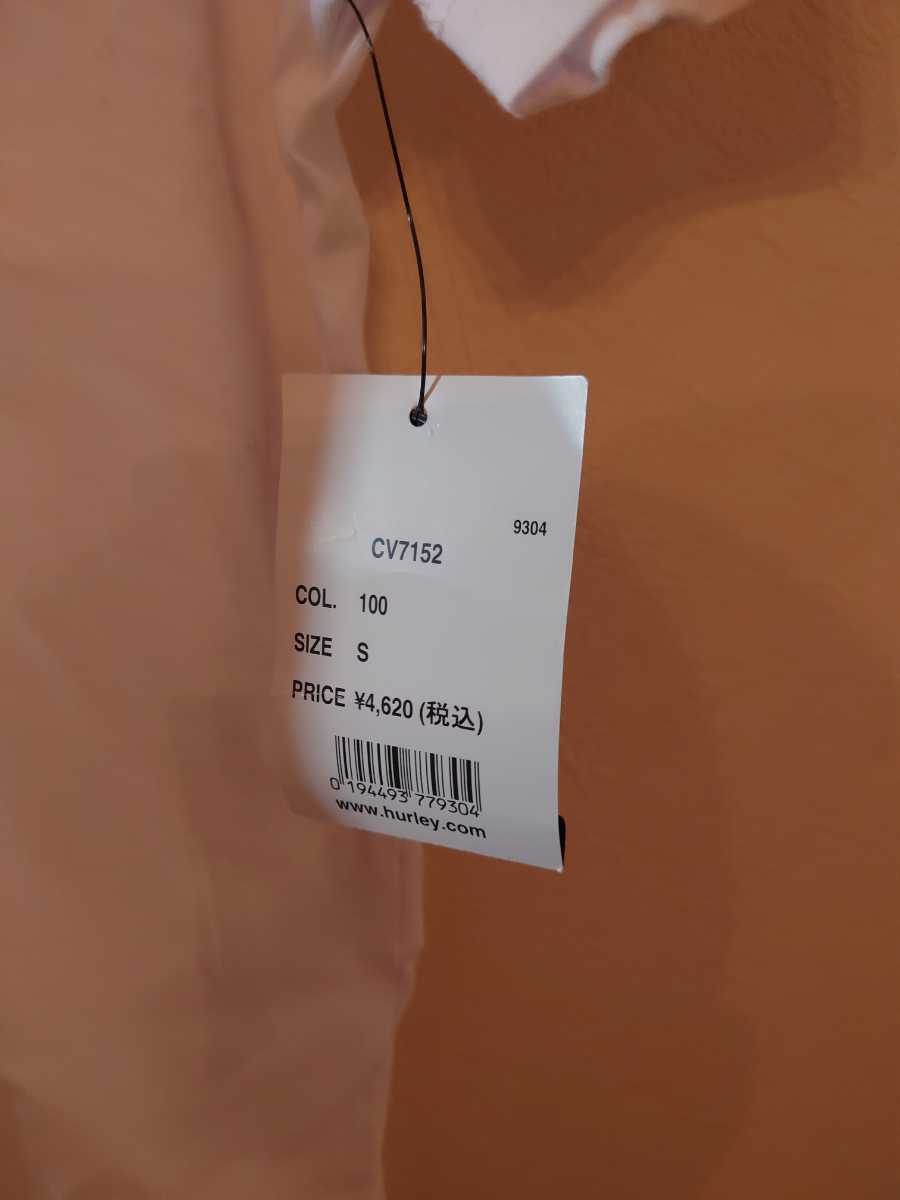 9304
CV7152
COL. 100
SIZE S
PRICE ¥4,620 (税込)
0 194493 779304
www.hurley.com